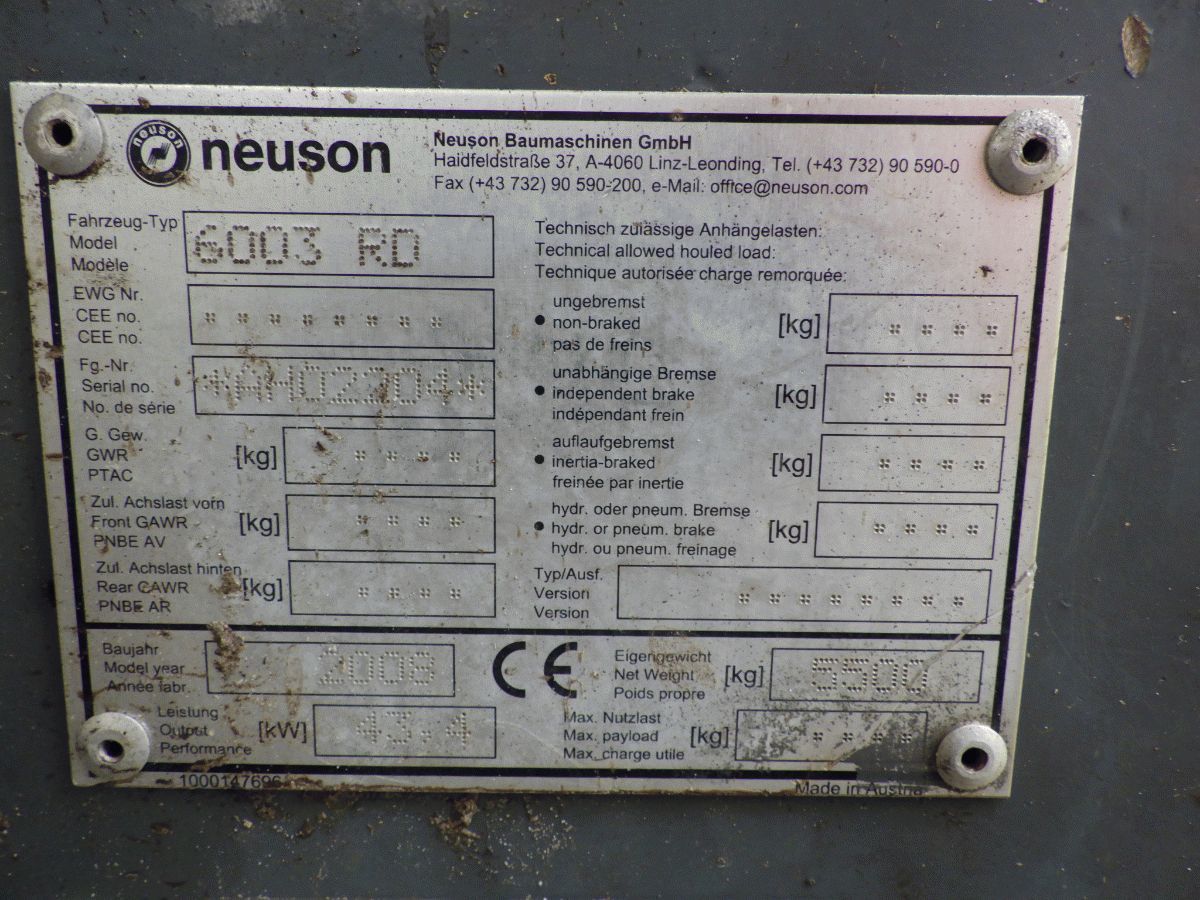 neuson
neuson
Neuson Baumaschinen GmbH
Haidfeldstraße 37, A-4060 Linz-Leonding, Tel. (+43 732) 90 590-0
Fax (+43 732) 90 590-200, e-Mail: office@neuson.com
Fahrzeug-Typ
Model
Modèle
6003 RD
EWG Nr.
CEE no.
CEE no.
Fg.-Nr.
Serial no.
No. de série
*AH02204*
G. Gew.
GWR
PTAC
[kg]
Zul. Achslast vorn
Front GAWR
PNBE AV
[kg]
Zul. Achslast hinten
Rear GAWR
PNBE AR
[kg]
Technisch zulässige Anhängelasten:
Technical allowed houled load:
Technique autorisée charge remorquée:
ungebremst
• non-braked
pas de freins
[kg]
unabhängige Bremse
• independent brake
indépendant frein
[kg]
auflaufgebremst
• inertia-braked
freinée par inertie
[kg]
hydr. oder pneum. Bremse
• hydr. or pneum. brake
hydr. ou pneum. freinage
[kg]
Typ/Ausf.
Version
Version
Baujahr
Model year
Année fabr.
2008
CE
Eigengewicht
Net Weight
Poids propre
[kg]
5500
Leistung
Output
Performance
[kW]
43.4
Max. Nutzlast
Max. payload
Max. charge utile
[kg]
1000147696
Made in Austria